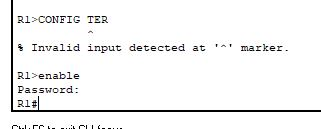 R1>CONFIG TER
^
% Invalid input detected at '^' marker.
R1>enable
Password:
R1#